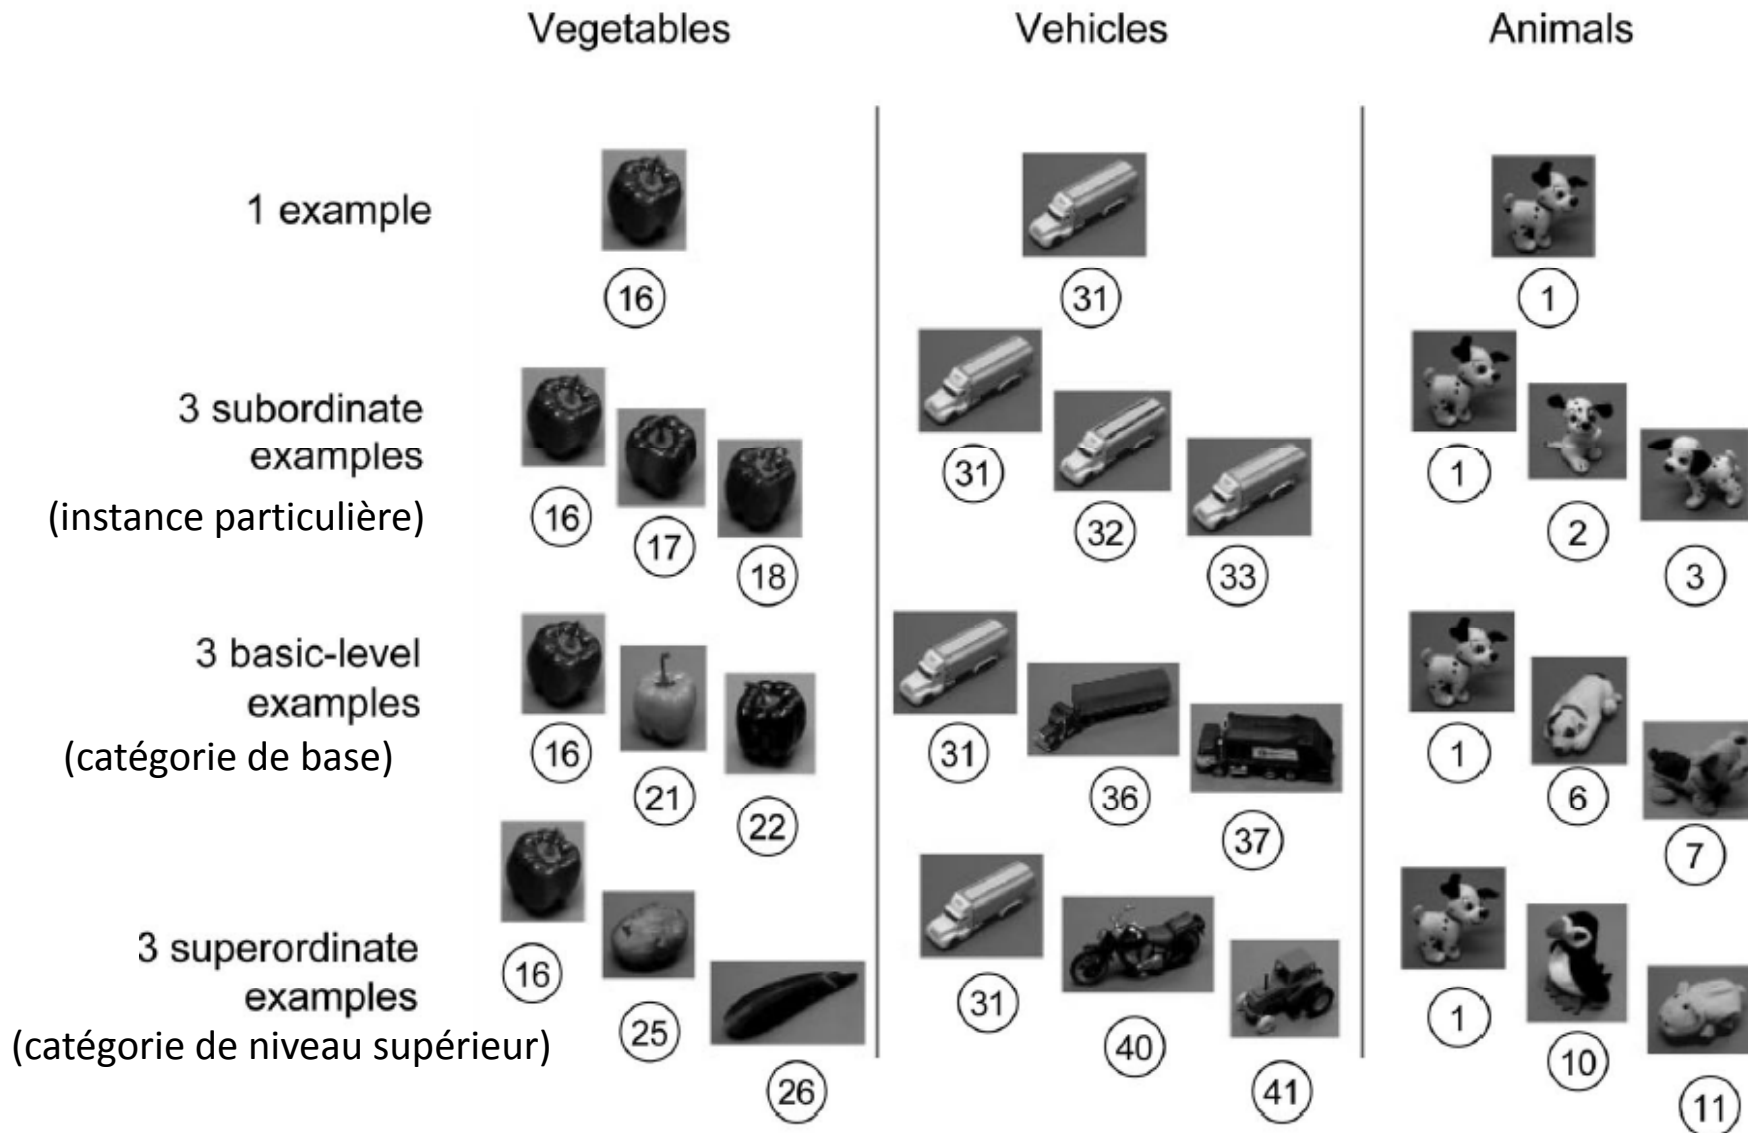 Vegetables
Vehicles
Animals
1 example
16
31
1
3 subordinate
examples
(instance particulière)
16
17
18
31
32
33
1
2
3
3 basic-level
examples
(catégorie de base)
16
21
22
31
36
37
1
6
7
3 superordinate
examples
(catégorie de niveau supérieur)
16
25
26
31
40
41
1
10
11